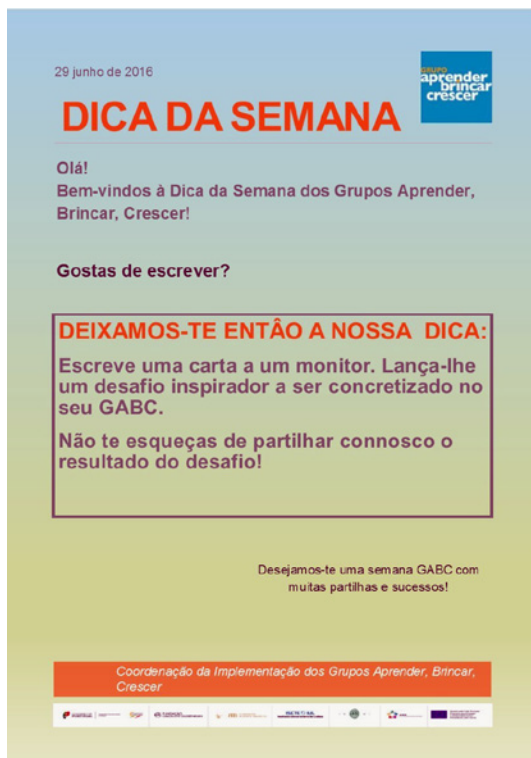 29 junho de 2016
GRUPO
aprender
brincar
crescer
DICA DA SEMANA
Olá!
Bem-vindos à Dica da Semana dos Grupos Aprender,
Brincar, Crescer!
Gostas de escrever?
DEIXAMOS-TE ENTÂO A NOSSA DICA:
Escreve uma carta a um monitor. Lança-lhe
um desafio inspirador a ser concretizado no
seu GABC.
Não te esqueças de partilhar connosco o
resultado do desafio!
Desejamos-te uma semana GABC com
muitas partilhas e sucessos!
Coordenação da Implementação dos Grupos Aprender, Brincar,
Crescer